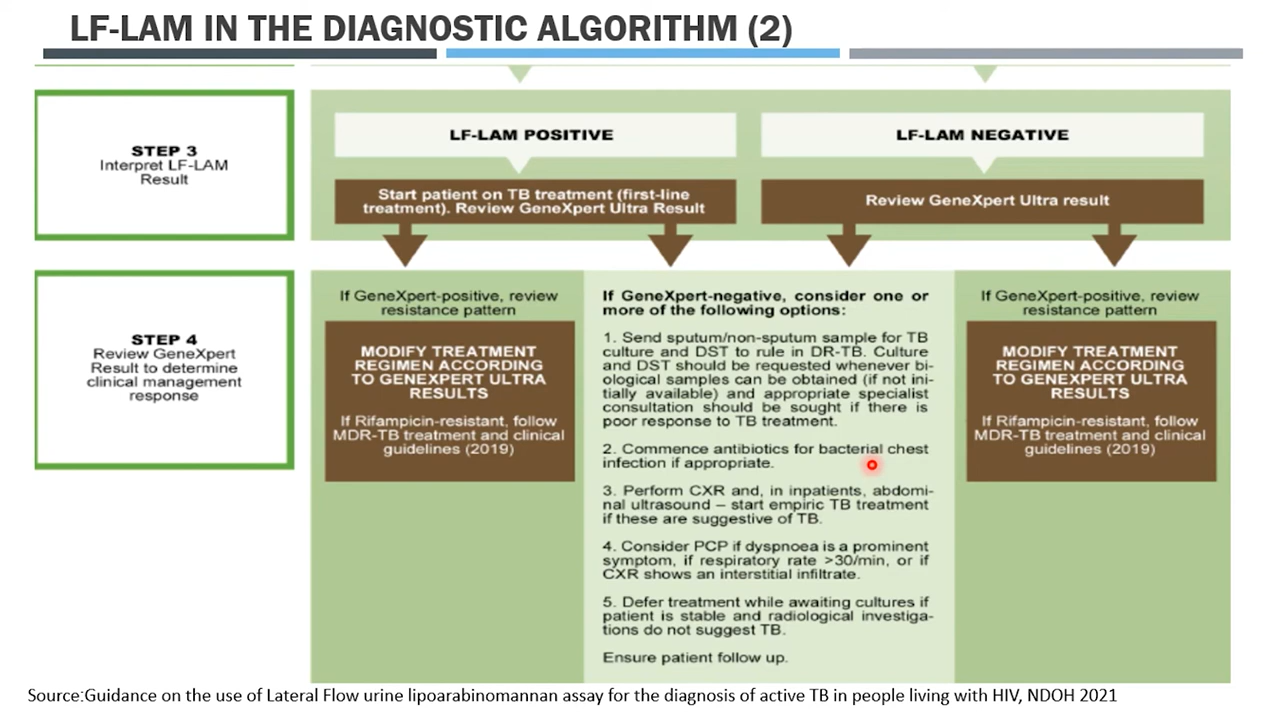 LF-LAM IN THE DIAGNOSTIC ALGORITHM (2)
STEP 3
Interpret LF-LAM
Result
LF-LAM POSITIVE
Start patient on TB treatment (first-line
treatment). Review GeneXpert Ultra Result
LF-LAM NEGATIVE
Review GeneXpert Ultra result
STEP 4
Review GeneXpert
Result to determine
clinical management
response
If GeneXpert-positive, review
resistance pattern
MODIFY TREATMENT
REGIMEN ACCORDING
TO GENEXPERT ULTRA
RESULTS
If Rifampicin-resistant, follow
MDR-TB treatment and clinical
guidelines (2019)
If GeneXpert-negative, consider one or
more of the following options:
1. Send sputum/non-sputum sample for TB
culture and DST to rule in DR-TB. Culture
and DST should be requested whenever bi-
ological samples can be obtained (if not ini-
tially available) and appropriate specialist
consultation should be sought if there is
poor response to TB treatment.
2. Commence antibiotics for bacterial chest
infection if appropriate.
3. Perform CXR and, in inpatients, abdomi-
nal ultrasound – start empiric TB treatment
if these are suggestive of TB.
4. Consider PCP if dyspnoea is a prominent
symptom, if respiratory rate >30/min, or if
CXR shows an interstitial infiltrate.
5. Defer treatment while awaiting cultures if
patient is stable and radiological investiga-
tions do not suggest TB.
Ensure patient follow up.
If GeneXpert-positive, review
resistance pattern
MODIFY TREATMENT
REGIMEN ACCORDING
TO GENEXPERT ULTRA
RESULTS
If Rifampicin-resistant, follow
MDR-TB treatment and clinical
guidelines (2019)
Source:Guidance on the use of Lateral Flow urine lipoarabinomannan assay for the diagnosis of active TB in people living with HIV, NDOH 2021